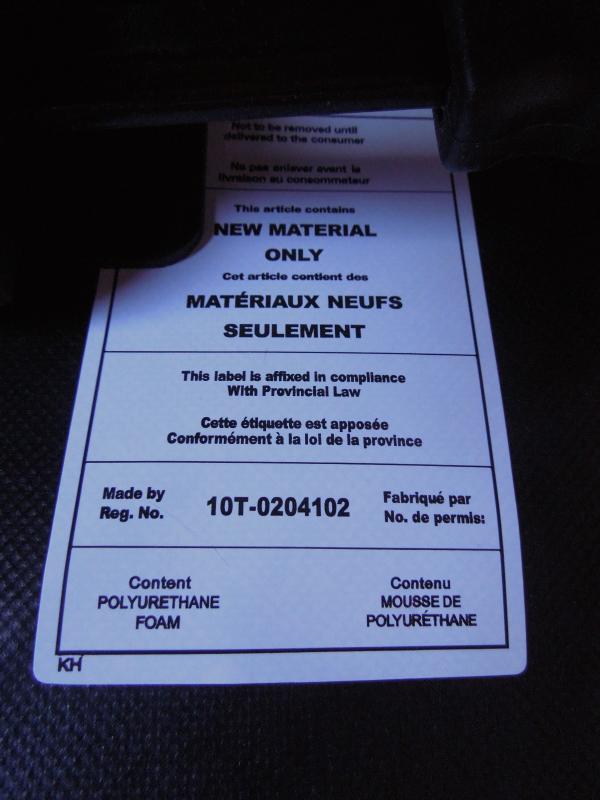 Not to be removed until
delivered to the consumer
Ne pas enlever avant la
livraison au consommateur
This article contains
NEW MATERIAL
ONLY
Cet article contient des
MATÉRIAUX NEUFS
SEULEMENT
This label is affixed in compliance
With Provincial Law
Cette étiquette est apposée
Conformément à la loi de la province
Made by
Reg. No.
10T-0204102
Fabriqué par
No. de permis:
Content
POLYURETHANE
FOAM
Contenu
MOUSSE DE
POLYURÉTHANE
KH